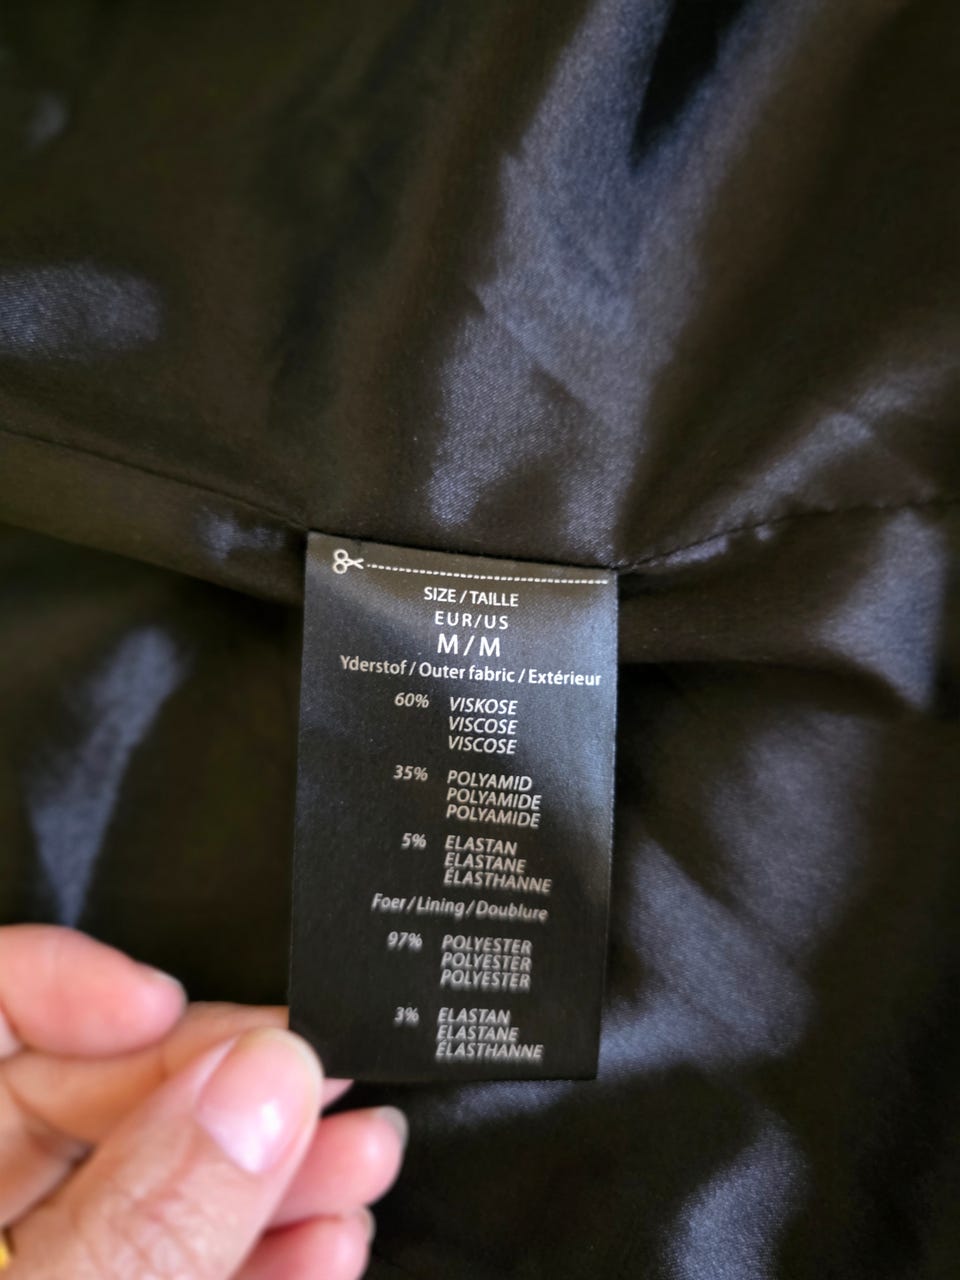 SIZE / TAILLE
EUR/US
M / M
Yderstof / Outer fabric / Extérieur
60% VISKOSE
VISCOSE
VISCOSE
35% POLYAMID
POLYAMIDE
POLYAMIDE
5% ELASTAN
ELASTANE
ÉLASTHANNE
Foer / Lining / Doublure
97% POLYESTER
POLYESTER
POLYESTER
3% ELASTAN
ELASTANE
ÉLASTHANNE